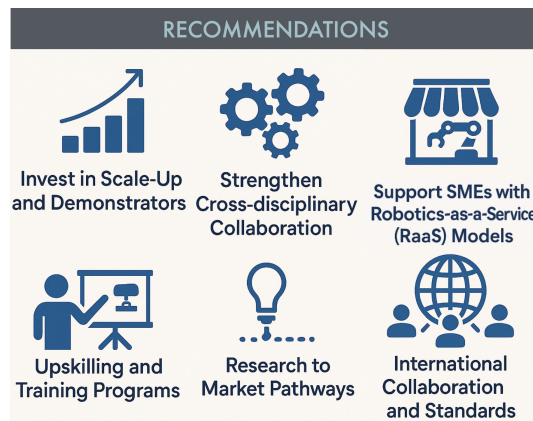 RECOMMENDATIONS
Invest in Scale-Up
and Demonstrators
Strengthen
Cross-disciplinary
Collaboration
Support SMEs with
Robotics-as-a-Service
(RaaS) Models
Upskilling and
Training Programs
Research to
Market Pathways
International
Collaboration
and Standards